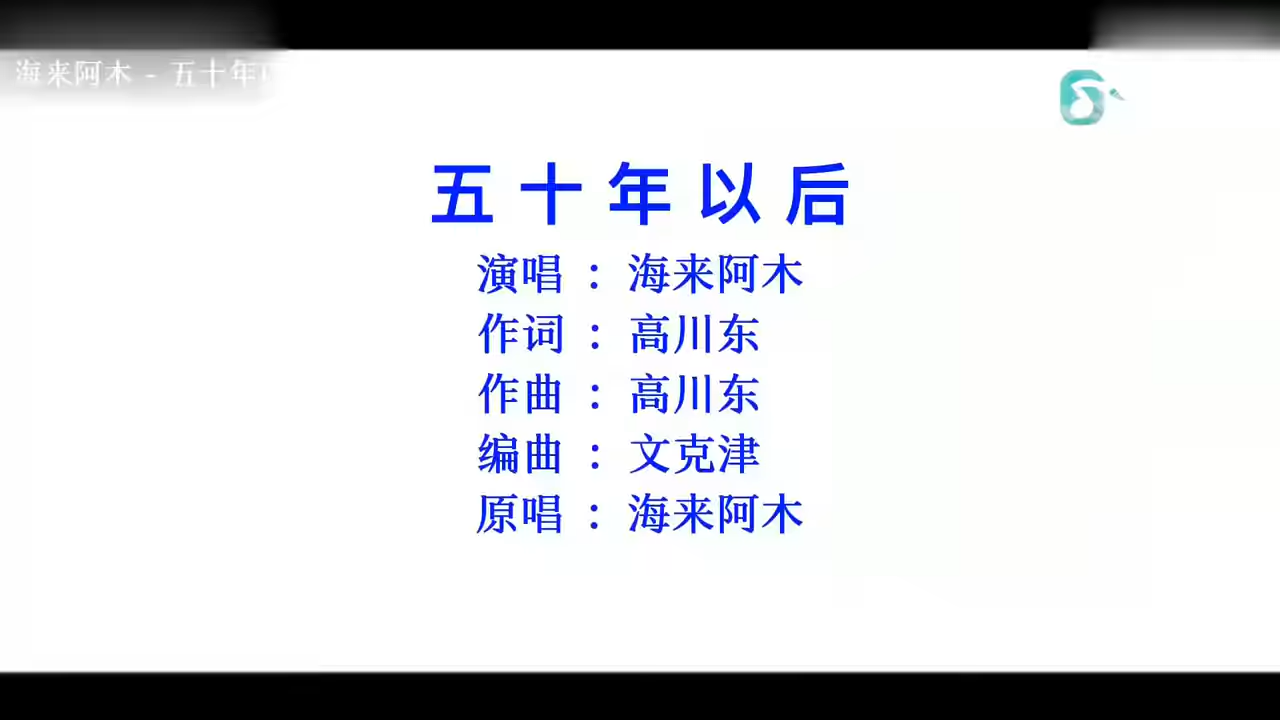 海来阿木 - 五十年以
五十年以后
演唱 : 海来阿木
作词 : 高川东
作曲 : 高川东
编曲 : 文克津
原唱 : 海来阿木